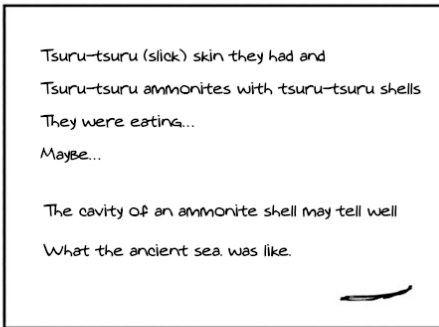 Tsuru-tsuru (slick) skin they had and
Tsuru-tsuru ammonites with tsuru-tsuru shells
They were eating...
Maybe...
The cavity of an ammonite shell may tell well
What the ancient sea. was like.